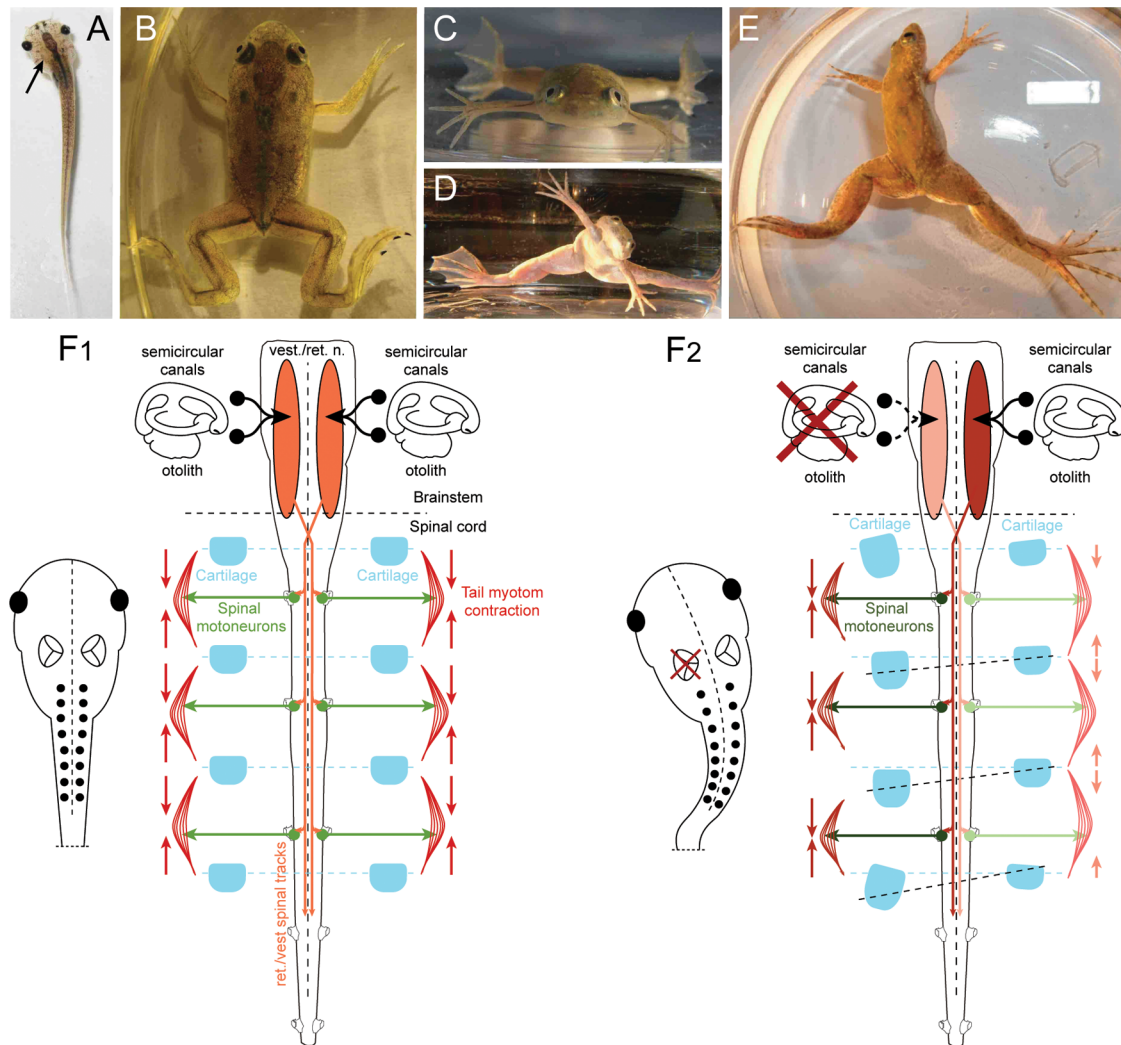 A
B
C
D
E
F1
semicircular
canals
vest./ret. n.
semicircular
canals
otolith
otolith
Brainstem
Spinal cord
Cartilage
Cartilage
Tail myotom
contraction
Spinal
motoneurons
ret./vest spinal tracks
F2
semicircular
canals
semicircular
canals
otolith
otolith
Cartilage
Cartilage
Spinal
motoneurons